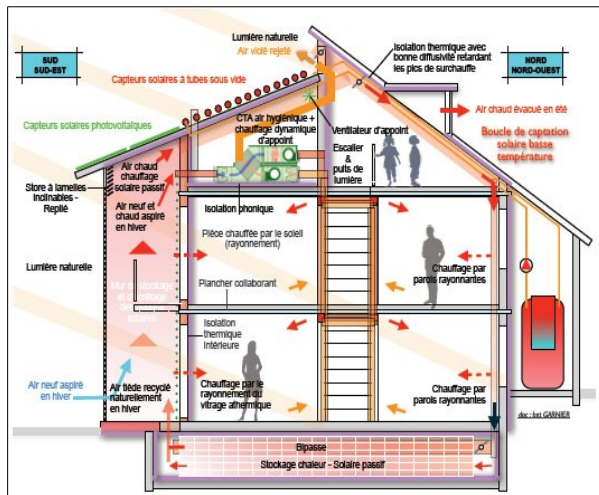 SUD
SUD-EST
Lumière naturelle
Air vicié rejeté
Isolation thermique avec
bonne diffusivité retardant
les pics de surchauffe
NORD
NORD-OUEST
Capteurs solaires à tubes sous vide
Air chaud évacué en été
Capteurs solaires photovoltaïques
CTA air hygiénique +
chauffage dynamique
d'appoint
Ventilateur d'appoint
Boucle de captation
solaire basse
température
Escalier
&
puits de
lumière
Air chaud
chauffage
solaire passif
Store à lamelles
inclinables -
Replié
Air neuf et
chaud aspiré
en hiver
Isolation phonique
Pièce chauffée par le soleil
(rayonnement)
Lumière naturelle
Chauffage par
parois rayonnantes
Mur de stockage
et
solaires
Plancher collaborant
Isolation
thermique
intérieure
Air neuf aspiré
en hiver
Air tiède recyclé
naturellement
en hiver
Chauffage par le
rayonnement du
vitrage athermique
Chauffage par
parois rayonnantes
doc : Iost GARNIER
Bipasse
Stockage chaleur - Solaire passif